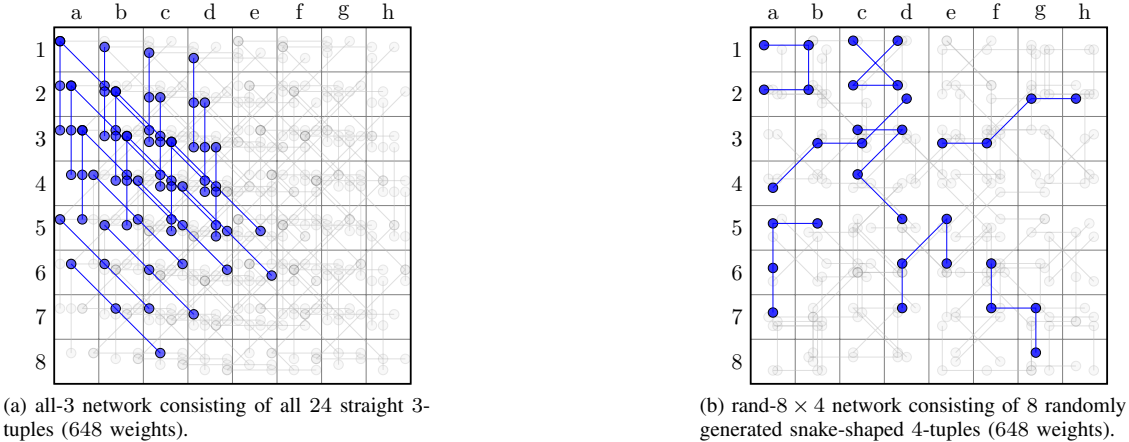 a b c d e f g h
1
2
3
4
5
6
7
8
(a) all-3 network consisting of all 24 straight 3-
tuples (648 weights).
a b c d e f g h
1
2
3
4
5
6
7
8
(b) rand-8 × 4 network consisting of 8 randomly
generated snake-shaped 4-tuples (648 weights).